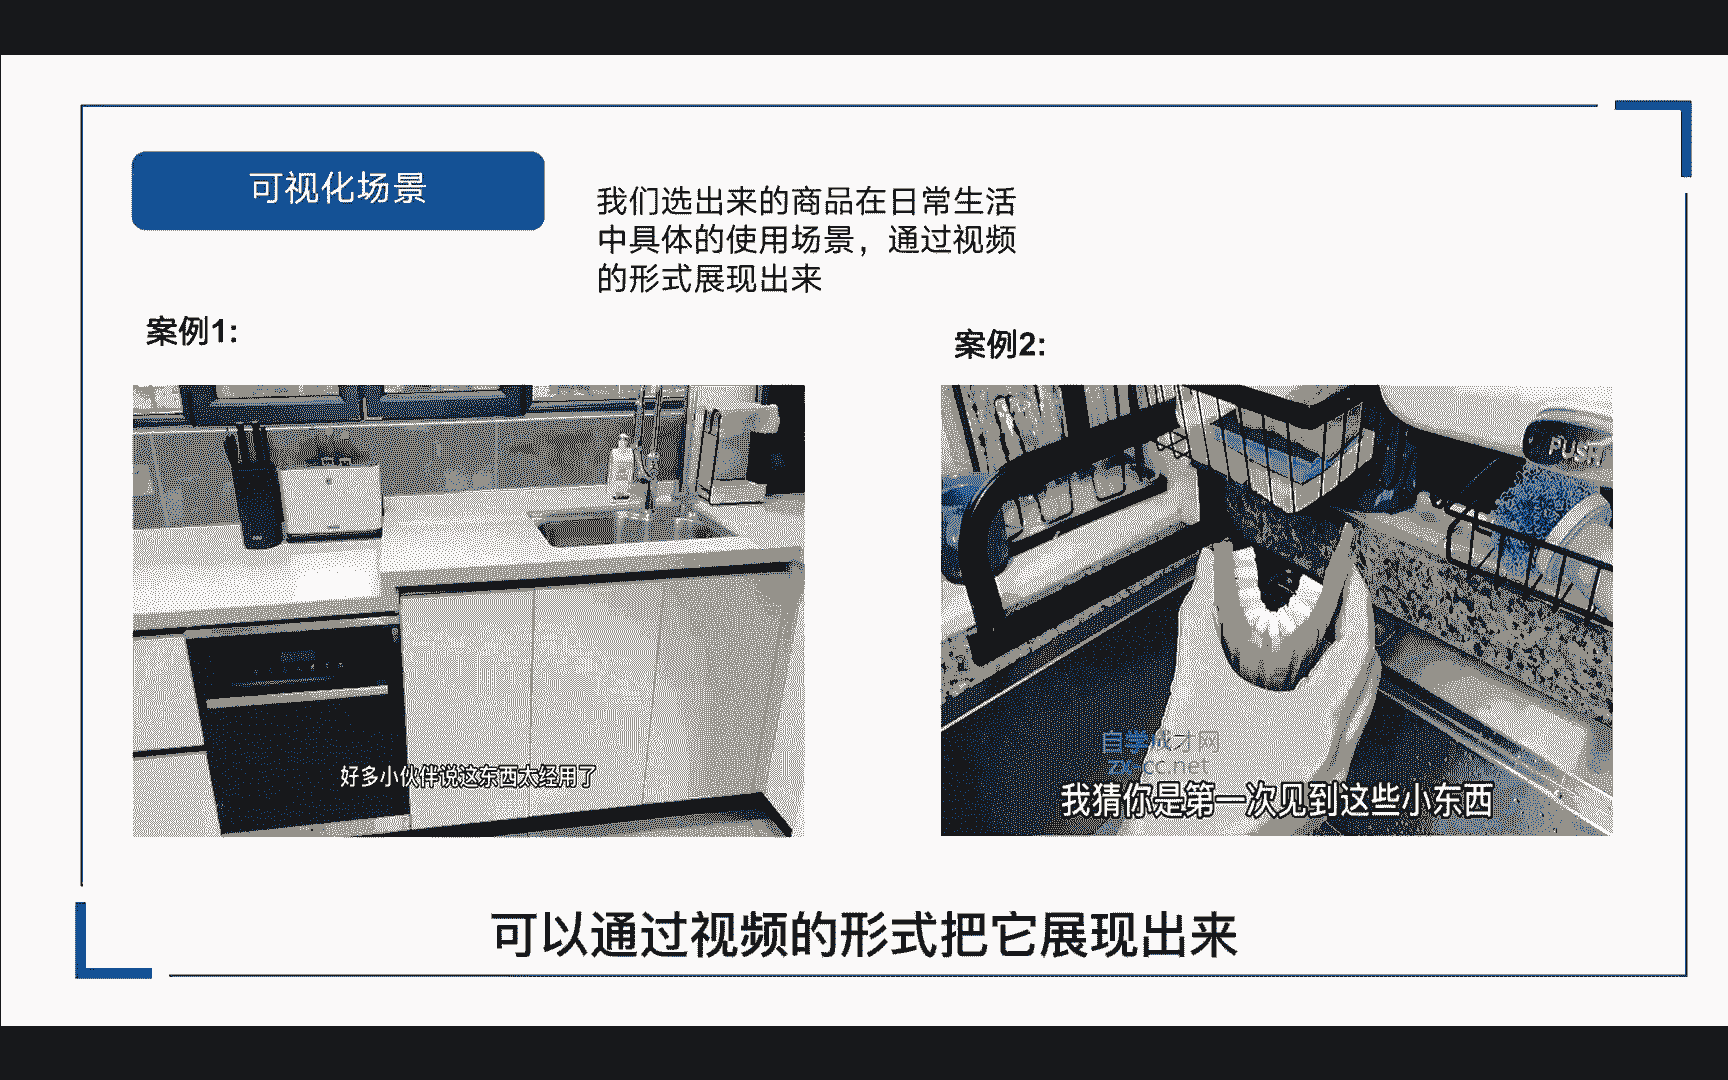 可视化场景
我们选出来的商品在日常生活
中具体的使用场景，通过视频
的形式展现出来
案例1:
案例2:
PUSH
好多小伙伴说这东西太经用了
自学成才网
zx-cc.net
我猜你是第一次见到这些小东西
可以通过视频的形式把它展现出来